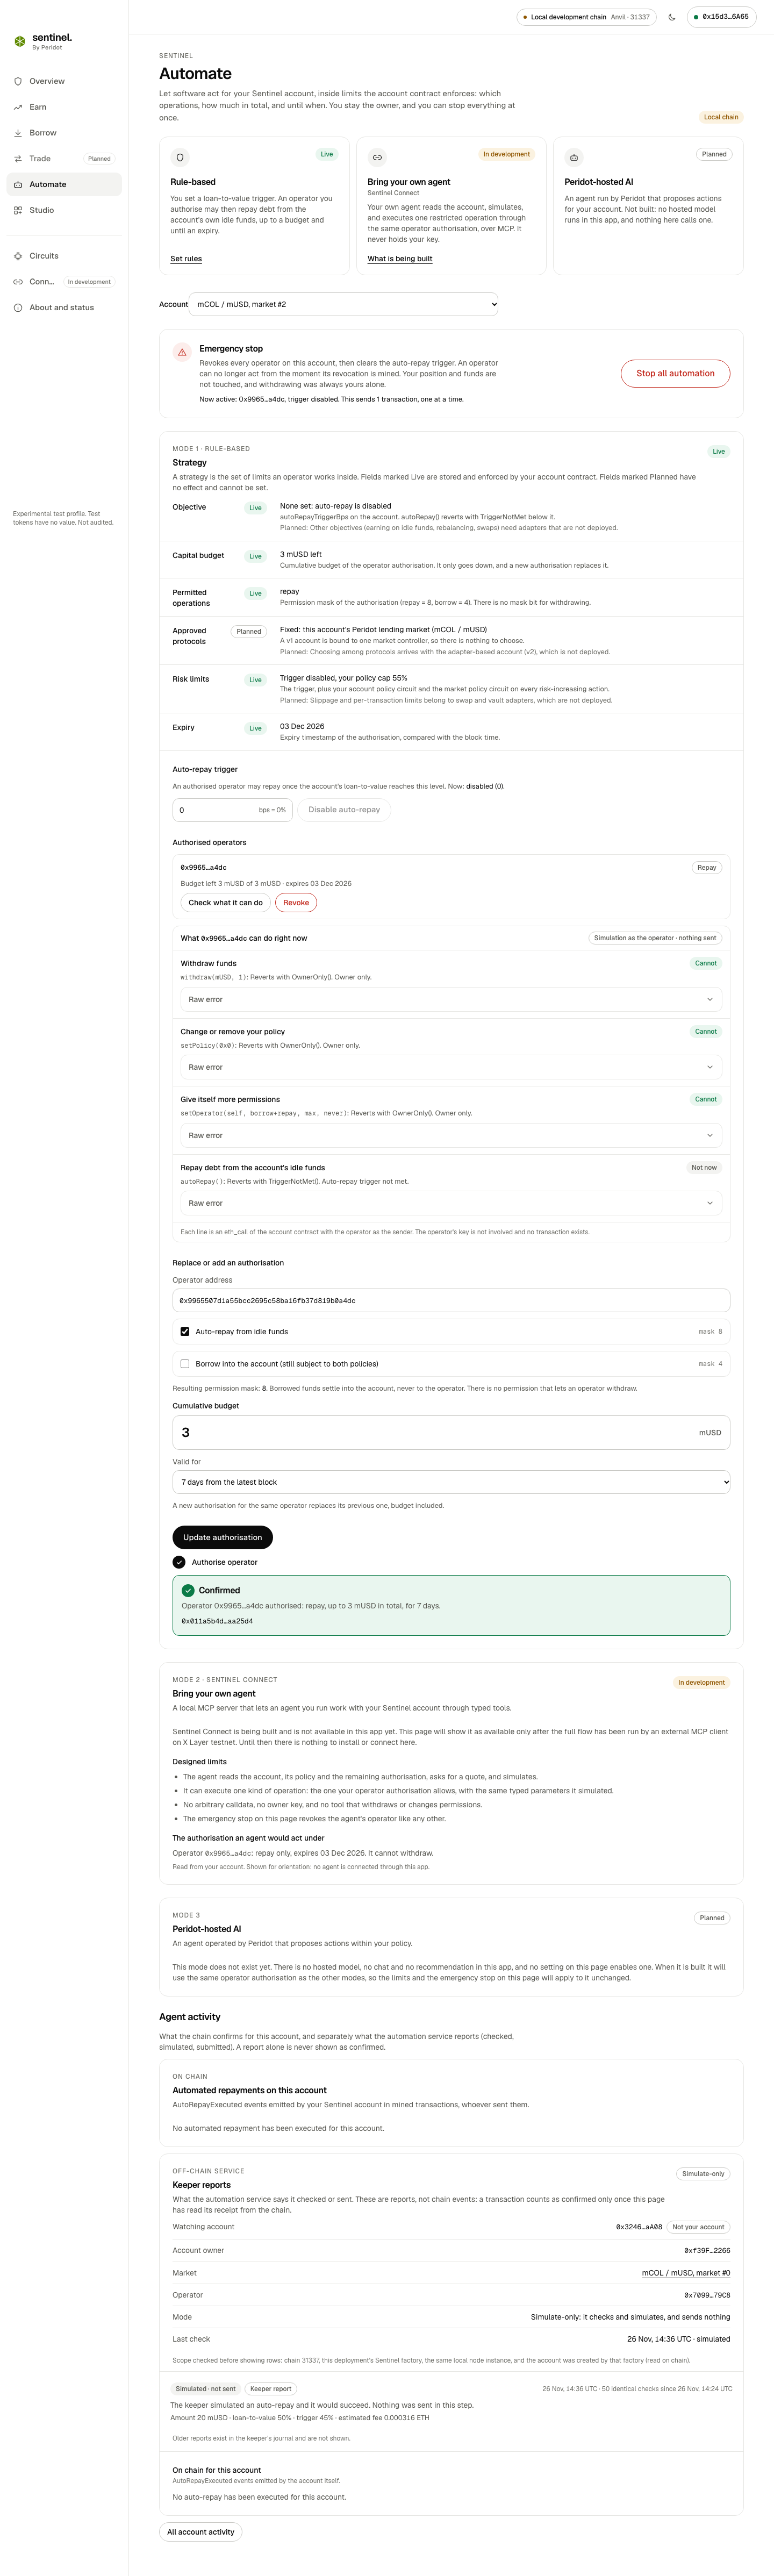 sentinel.
By Peridot
Overview
Earn
Borrow
Trade Planned
Automate
Studio
Circuits
Conn... In development
About and status
Experimental test profile. Test
tokens have no value. Not audited.
Local development chain Anvil · 31337
0x15d3…6A65
SENTINEL
Automate
Let software act for your Sentinel account, inside limits the account contract enforces: which
operations, how much in total, and until when. You stay the owner, and you can stop everything at
once.
Local chain
Live
Rule-based
You set a loan-to-value trigger. An operator you
authorise may then repay debt from the
account's own idle funds, up to a budget and
until an expiry.
Set rules
In development
Bring your own agent
Sentinel Connect
Your own agent reads the account, simulates,
and executes one restricted operation through
the same operator authorisation, over MCP. It
never holds your key.
What is being built
Planned
Peridot-hosted AI
An agent run by Peridot that proposes actions
for your account. Not built: no hosted model
runs in this app, and nothing here calls one.
Account mCOL / mUSD, market #2
Emergency stop
Revokes every operator on this account, then clears the auto-repay trigger. An operator
can no longer act from the moment its revocation is mined. Your position and funds are
not touched, and withdrawing was always yours alone.
Now active: 0x9965…a4dc, trigger disabled. This sends 1 transaction, one at a time.
Stop all automation
MODE 1 · RULE-BASED
Live
Strategy
A strategy is the set of limits an operator works inside. Fields marked Live are stored and enforced by your account contract. Fields marked Planned have
no effect and cannot be set.
Objective Live None set: auto-repay is disabled
autoRepayTriggerBps on the account. autoRepay() reverts with TriggerNotMet below it.
Planned: Other objectives (earning on idle funds, rebalancing, swaps) need adapters that are not deployed.
Capital budget Live 3 mUSD left
Cumulative budget of the operator authorisation. It only goes down, and a new authorisation replaces it.
Permitted operations Live repay
Permission mask of the authorisation (repay = 8, borrow = 4). There is no mask bit for withdrawing.
Approved protocols Planned Fixed: this account's Peridot lending market (mCOL / mUSD)
A v1 account is bound to one market controller, so there is nothing to choose.
Planned: Choosing among protocols arrives with the adapter-based account (v2), which is not deployed.
Risk limits Live Trigger disabled, your policy cap 55%
The trigger, plus your account policy circuit and the market policy circuit on every risk-increasing action.
Planned: Slippage and per-transaction limits belong to swap and vault adapters, which are not deployed.
Expiry Live 03 Dec 2026
Expiry timestamp of the authorisation, compared with the block time.
Auto-repay trigger
An authorised operator may repay once the account's loan-to-value reaches this level. Now: disabled (0).
0 bps = 0% Disable auto-repay
Authorised operators
0x9965…a4dc Repay
Budget left 3 mUSD of 3 mUSD · expires 03 Dec 2026
Check what it can do Revoke
What 0x9965…a4dc can do right now Simulation as the operator · nothing sent
Withdraw funds Cannot
withdraw(mUSD, 1): Reverts with OwnerOnly(). Owner only.
Raw error
Change or remove your policy Cannot
setPolicy(0x0): Reverts with OwnerOnly(). Owner only.
Raw error
Give itself more permissions Cannot
setOperator(self, borrow+repay, max, never): Reverts with OwnerOnly(). Owner only.
Raw error
Repay debt from the account's idle funds Not now
autoRepay(): Reverts with TriggerNotMet(). Auto-repay trigger not met.
Raw error
Each line is an eth_call of the account contract with the operator as the sender. The operator's key is not involved and no transaction exists.
Replace or add an authorisation
Operator address
0x9965507d1a55bcc2695c58ba16fb37d819b0a4dc
Auto-repay from idle funds mask 8
Borrow into the account (still subject to both policies) mask 4
Resulting permission mask: 8. Borrowed funds settle into the account, never to the operator. There is no permission that lets an operator withdraw.
Cumulative budget
3 mUSD
Valid for
7 days from the latest block
A new authorisation for the same operator replaces its previous one, budget included.
Update authorisation
Authorise operator
Confirmed
Operator 0x9965…a4dc authorised: repay, up to 3 mUSD in total, for 7 days.
0x011a5b4d…aa25d4
MODE 2 · SENTINEL CONNECT
In development
Bring your own agent
A local MCP server that lets an agent you run work with your Sentinel account through typed tools.
Sentinel Connect is being built and is not available in this app yet. This page will show it as available only after the full flow has been run by an external MCP client
on X Layer testnet. Until then there is nothing to install or connect here.
Designed limits
• The agent reads the account, its policy and the remaining authorisation, asks for a quote, and simulates.
• It can execute one kind of operation: the one your operator authorisation allows, with the same typed parameters it simulated.
• No arbitrary calldata, no owner key, and no tool that withdraws or changes permissions.
• The emergency stop on this page revokes the agent's operator like any other.
The authorisation an agent would act under
Operator 0x9965…a4dc: repay only, expires 03 Dec 2026. It cannot withdraw.
Read from your account. Shown for orientation: no agent is connected through this app.
MODE 3
Planned
Peridot-hosted AI
An agent operated by Peridot that proposes actions within your policy.
This mode does not exist yet. There is no hosted model, no chat and no recommendation in this app, and no setting on this page enables one. When it is built it will
use the same operator authorisation as the other modes, so the limits and the emergency stop on this page will apply to it unchanged.
Agent activity
What the chain confirms for this account, and separately what the automation service reports (checked,
simulated, submitted). A report alone is never shown as confirmed.
ON CHAIN
Automated repayments on this account
AutoRepayExecuted events emitted by your Sentinel account in mined transactions, whoever sent them.
No automated repayment has been executed for this account.
OFF-CHAIN SERVICE
Simulate-only
Keeper reports
What the automation service says it checked or sent. These are reports, not chain events: a transaction counts as confirmed only once this page
has read its receipt from the chain.
Watching account 0x3246…aA08 Not your account
Account owner 0xf39F…2266
Market mCOL / mUSD, market #0
Operator 0x7099…79C8
Mode Simulate-only: it checks and simulates, and sends nothing
Last check 26 Nov, 14:36 UTC · simulated
Scope checked before showing rows: chain 31337, this deployment's Sentinel factory, the same local node instance, and the account was created by that factory (read on chain).
Simulated · not sent Keeper report 26 Nov, 14:36 UTC · 50 identical checks since 26 Nov, 14:24 UTC
The keeper simulated an auto-repay and it would succeed. Nothing was sent in this step.
Amount 20 mUSD · loan-to-value 50% · trigger 45% · estimated fee 0.000316 ETH
Older reports exist in the keeper's journal and are not shown.
On chain for this account
AutoRepayExecuted events emitted by the account itself.
No auto-repay has been executed for this account.
All account activity